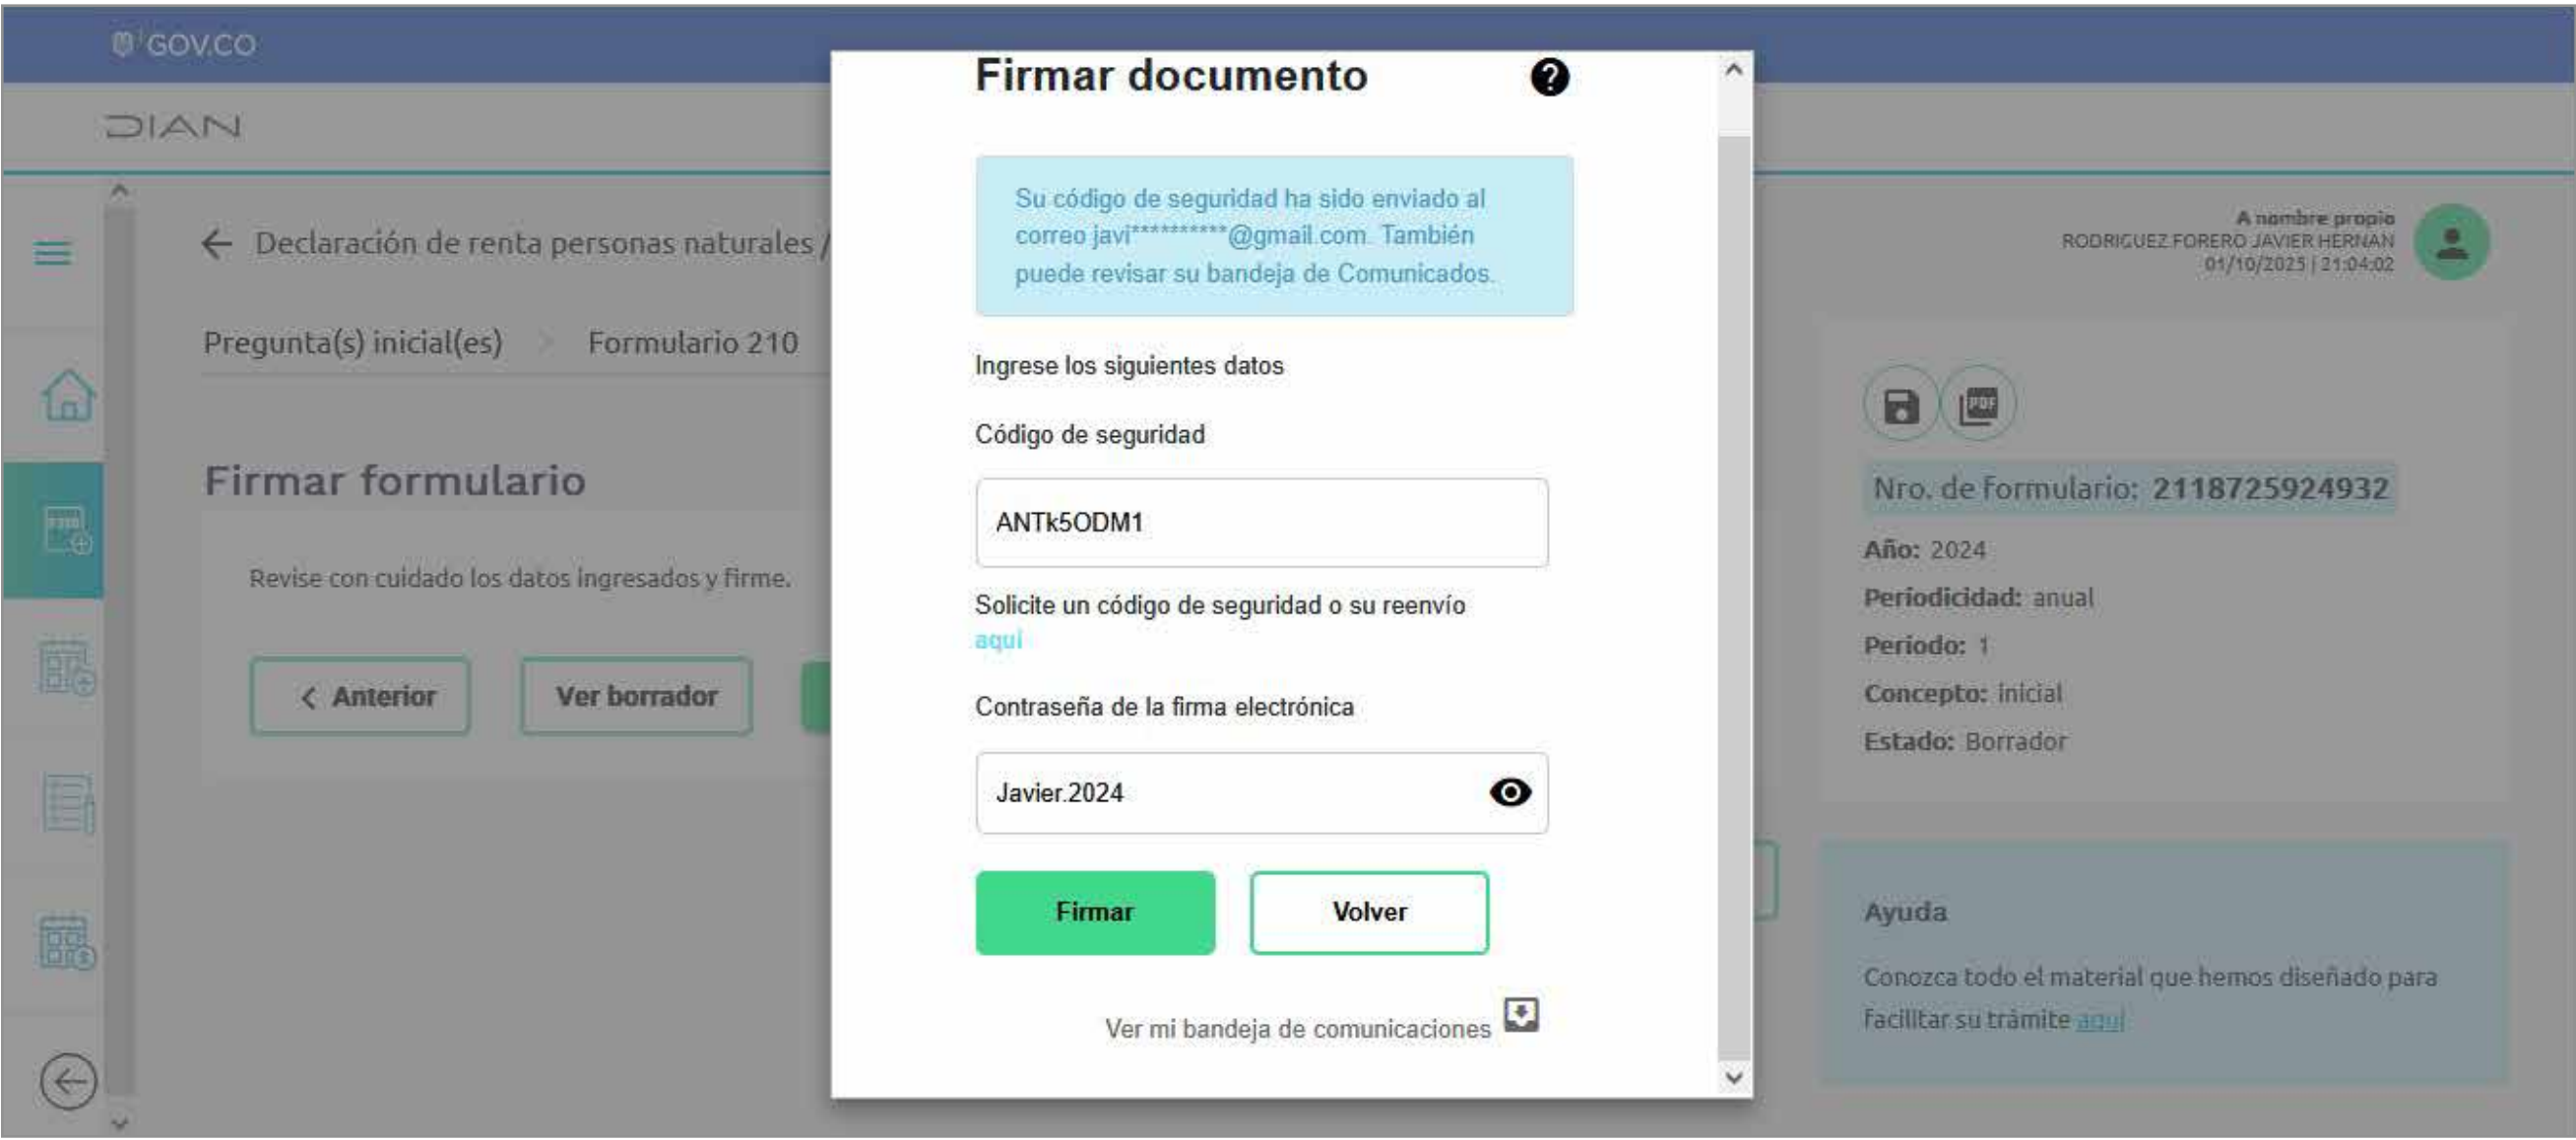 GOV.CO
DIAN
Declaración de renta personas naturales /
A nombre propio
RODRIGUEZ FORERO JAVIER HERNAN
01/10/2025 | 21:04:02
Pregunta(s) inicial(es)
Formulario 210
Firmar formulario
Revise con cuidado los datos ingresados y firme.
Anterior
Ver borrador
Firmar documento
Su código de seguridad ha sido enviado al
correo javi**********@gmail.com. También
puede revisar su bandeja de Comunicados.
Ingrese los siguientes datos
Código de seguridad
ANTk5ODM1
Solicite un código de seguridad o su reenvío
aquí
Contraseña de la firma electrónica
Javier.2024
Firmar
Volver
Ver mi bandeja de comunicaciones
PDF
Nro. de formulario: 2118725924932
Año: 2024
Periodicidad: anual
Período: 1
Concepto: inicial
Estado: Borrador
Ayuda
Conozca todo el material que hemos diseñado para
facilitar su trámite aquí